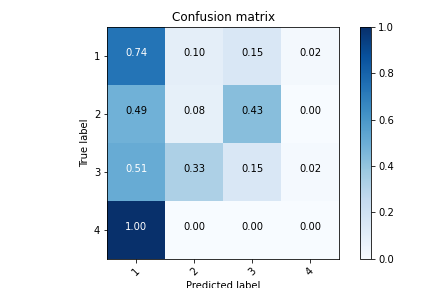 Confusion matrix
1.0
1 0.74 0.10 0.15 0.02
0.8
2 0.49 0.08 0.43 0.00
0.6
True label
0.4
3 0.51 0.33 0.15 0.02
0.2
4 1.00 0.00 0.00 0.00
0.0
1 2 3 4
Predicted label